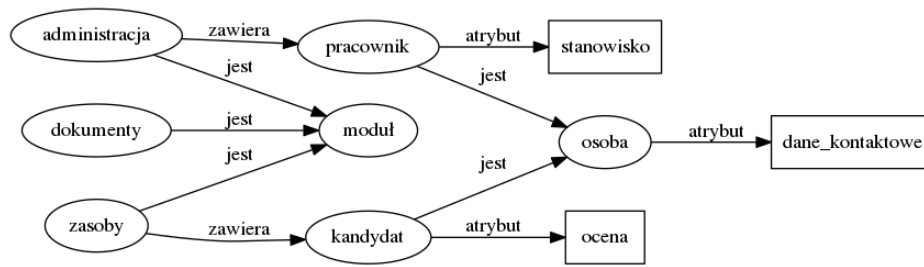 administracja
zawiera
pracownik
atrybut
stanowisko
jest
jest
dokumenty
jest
moduł
osoba
atrybut
dane_kontaktowe
jest
jest
zasoby
zawiera
kandydat
atrybut
ocena